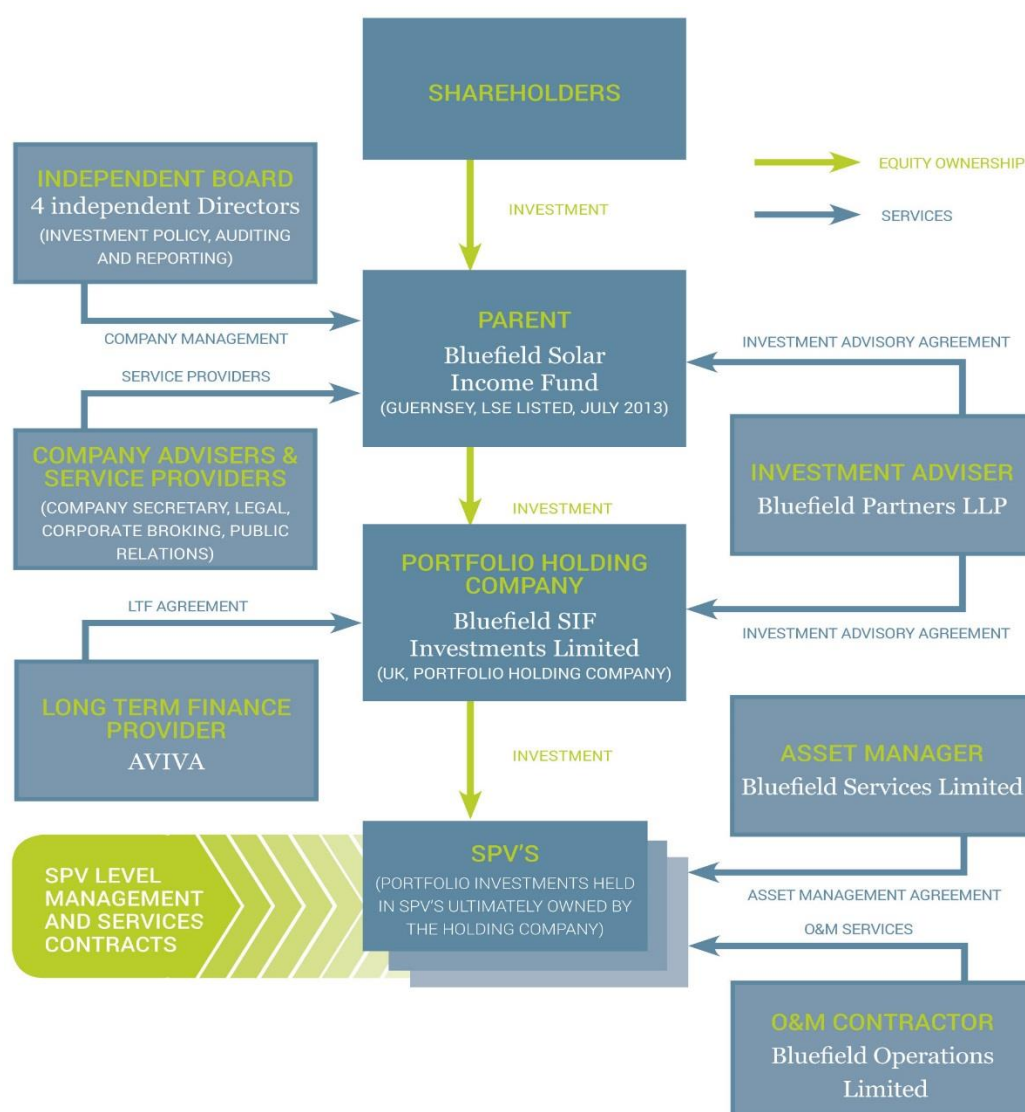 SHAREHOLDERS
INDEPENDENT BOARD
4 independent Directors
(INVESTMENT POLICY, AUDITING
AND REPORTING)
EQUITY OWNERSHIP
SERVICES
INVESTMENT
COMPANY MANAGEMENT
PARENT
Bluefield Solar
Income Fund
(GUERNSEY, LSE LISTED, JULY 2013)
INVESTMENT ADVISORY AGREEMENT
SERVICE PROVIDERS
COMPANY ADVISERS &
SERVICE PROVIDERS
(COMPANY SECRETARY, LEGAL,
CORPORATE BROKING, PUBLIC
RELATIONS)
INVESTMENT
INVESTMENT ADVISER
Bluefield Partners LLP
PORTFOLIO HOLDING
COMPANY
Bluefield SIF
Investments Limited
(UK, PORTFOLIO HOLDING COMPANY)
LTF AGREEMENT
INVESTMENT ADVISORY AGREEMENT
LONG TERM FINANCE
PROVIDER
AVIVA
INVESTMENT
ASSET MANAGER
Bluefield Services Limited
SPV LEVEL
MANAGEMENT
AND SERVICES
CONTRACTS
SPV'S
(PORTFOLIO INVESTMENTS HELD
IN SPV'S ULTIMATELY OWNED BY
THE HOLDING COMPANY)
ASSET MANAGEMENT AGREEMENT
O&M SERVICES
O&M CONTRACTOR
Bluefield Operations
Limited